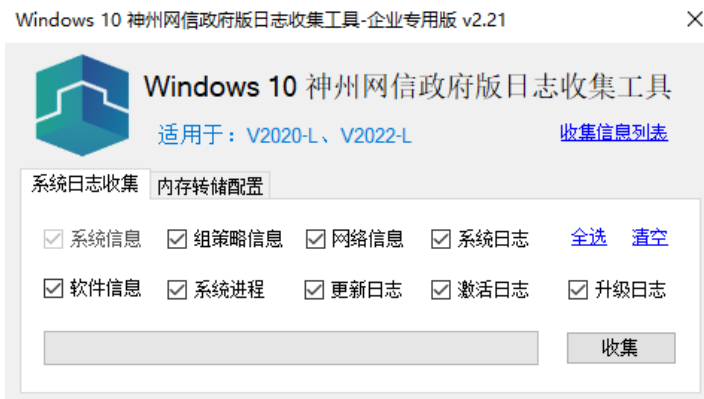 Windows 10 神州网信政府版日志收集工具-企业专用版 v2.21
Windows 10 神州网信政府版日志收集工具
适用于：V2020-L、V2022-L 收集信息列表
系统日志收集 内存转储配置
系统信息 组策略信息 网络信息 系统日志 全选 清空
软件信息 系统进程 更新日志 激活日志 升级日志
收集